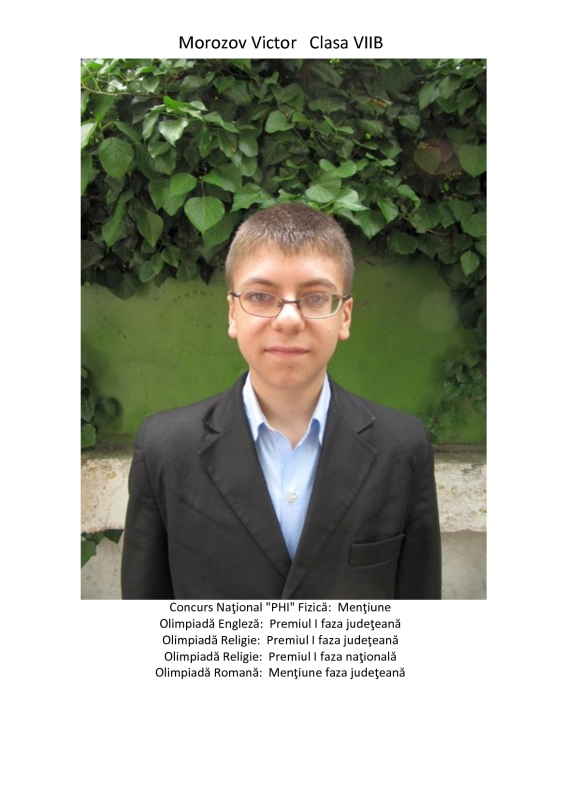 Morozov Victor Clasa VIIB
Concurs Naţional "PHI" Fizică: Menţiune
Olimpiadă Engleză: Premiul I faza judeţeană
Olimpiadă Religie: Premiul I faza județeană
Olimpiadă Religie: Premiul I faza naţională
Olimpiadă Romană: Menţiune faza judeţeană